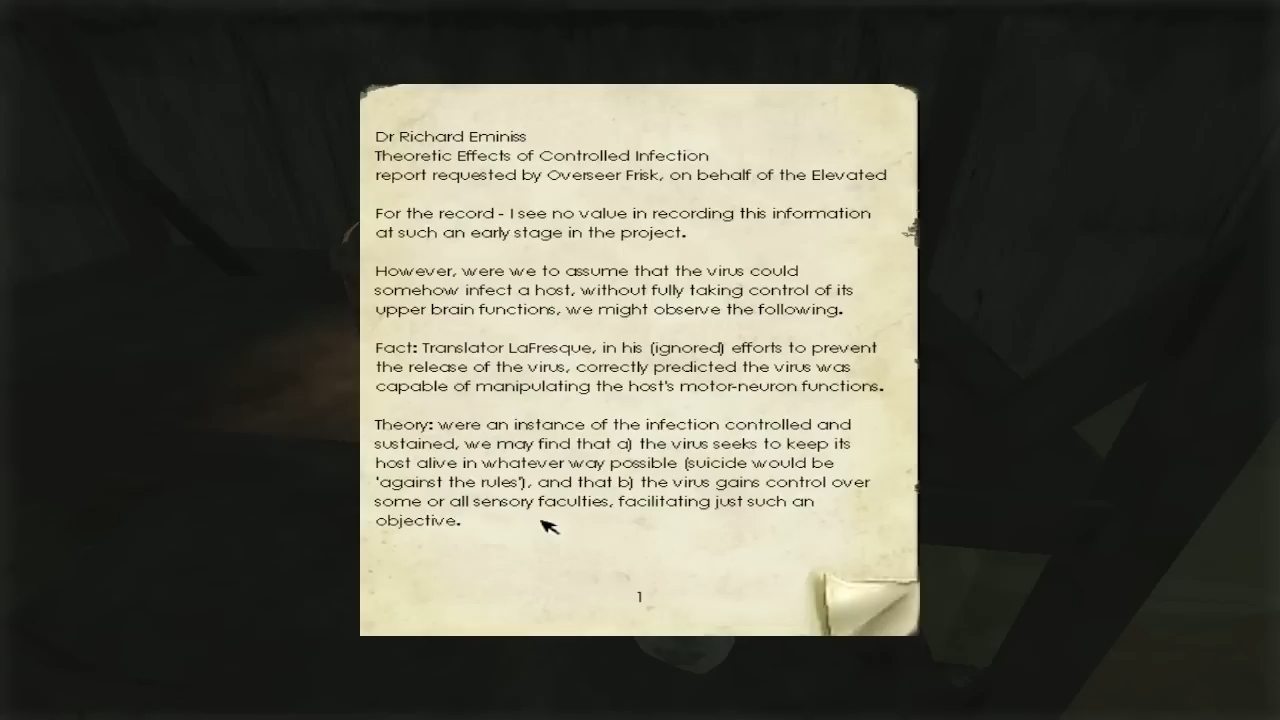 Dr Richard Eminiss
Theoretic Effects of Controlled Infection
report requested by Overseer Frisk, on behalf of the Elevated
For the record - I see no value in recording this information
at such an early stage in the project.
However, were we to assume that the virus could
somehow infect a host, without fully taking control of its
upper brain functions, we might observe the following.
Fact: Translator LaFresque, in his (ignored) efforts to prevent
the release of the virus, correctly predicted the virus was
capable of manipulating the host's motor-neuron functions.
Theory: were an instance of the infection controlled and
sustained, we may find that a) the virus seeks to keep its
host alive in whatever way possible (suicide would be
'against the rules'), and that b) the virus gains control over
some or all sensory faculties, facilitating just such an
objective.
1